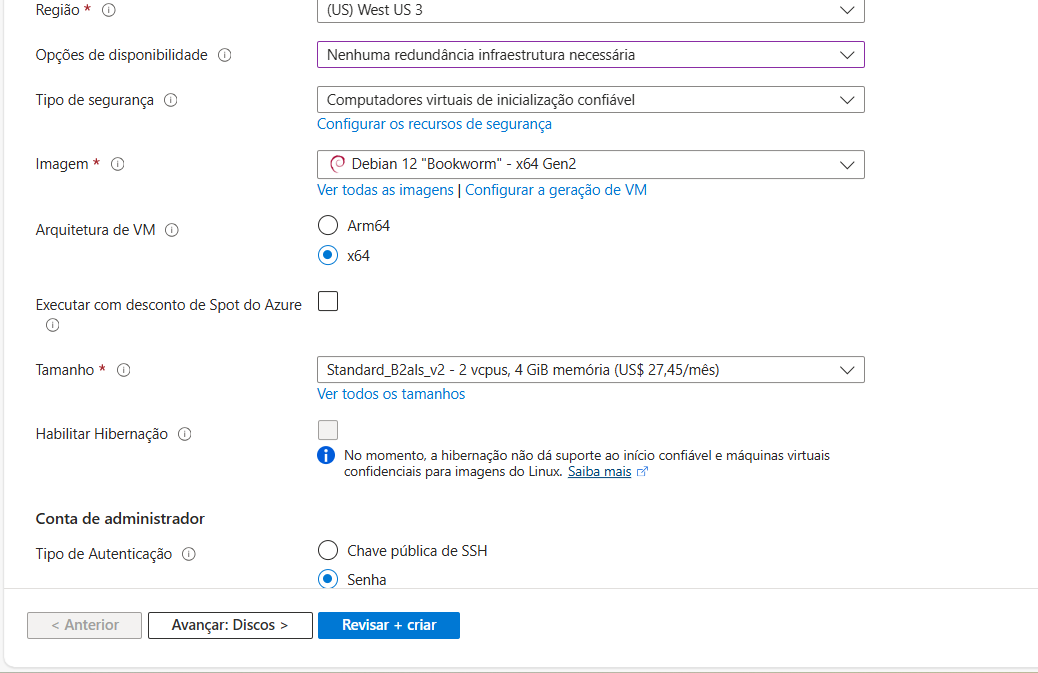 Região *
(US) West US 3
Opções de disponibilidade
Nenhuma redundância infraestrutura necessária
Tipo de segurança
Computadores virtuais de inicialização confiável
Configurar os recursos de segurança
Imagem *
Debian 12 "Bookworm" - x64 Gen2
Ver todas as imagens | Configurar a geração de VM
Arquitetura de VM
Arm64
x64
Executar com desconto de Spot do Azure
Tamanho *
Standard_B2als_v2 - 2 vcpus, 4 GiB memória (US$ 27,45/mês)
Ver todos os tamanhos
Habilitar Hibernação
No momento, a hibernação não dá suporte ao início confiável e máquinas virtuais
confidenciais para imagens do Linux. Saiba mais
Conta de administrador
Tipo de Autenticação
Chave pública de SSH
Senha
< Anterior
Avançar: Discos >
Revisar + criar